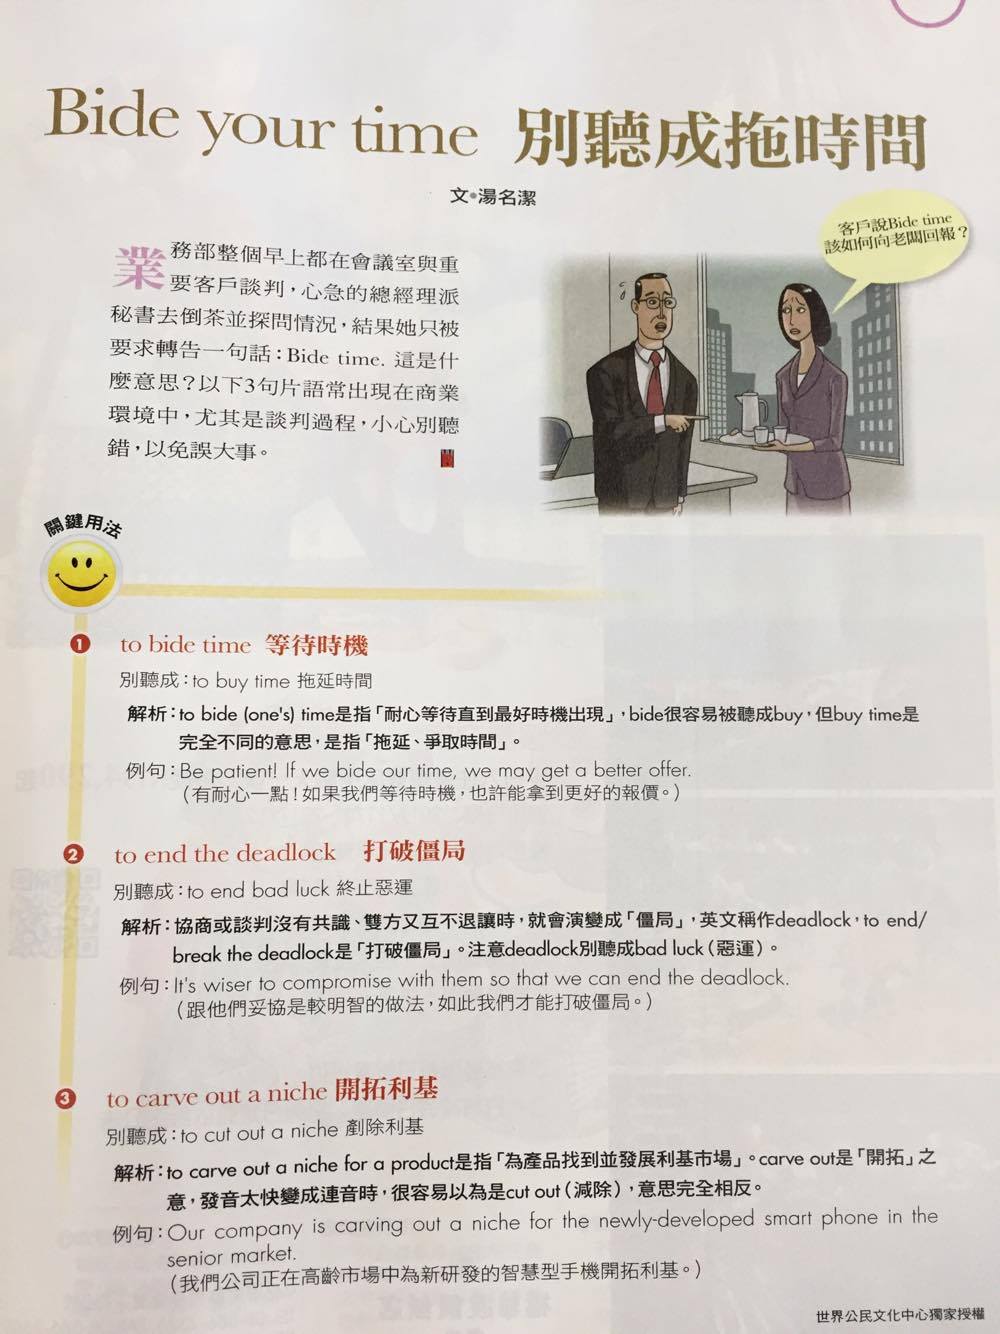 Bide your time 別聽成拖時間
文•湯名潔
客戶說Bide time
該如何向老闆回報？
業務部整個早上都在會議室與重
要客戶談判，心急的總經理派
秘書去倒茶並探問情況，結果她只被
要求轉告一句話：Bide time. 這是什
麼意思？以下3句片語常出現在商業
環境中，尤其是談判過程，小心別聽
錯，以免誤大事。
關鍵用法
1 to bide time 等待時機
別聽成：to buy time 拖延時間
解析：to bide (one's) time是指「耐心等待直到最好時機出現」，bide很容易被聽成buy，但buy time是
完全不同的意思，是指「拖延、爭取時間」。
例句：Be patient! If we bide our time, we may get a better offer.
（有耐心一點！如果我們等待時機，也許能拿到更好的報價。）
2 to end the deadlock 打破僵局
別聽成：to end bad luck 終止惡運
解析：協商或談判沒有共識、雙方又互不退讓時，就會演變成「僵局」，英文稱作deadlock，to end/
break the deadlock是「打破僵局」。注意deadlock別聽成bad luck（惡運）。
例句：It's wiser to compromise with them so that we can end the deadlock.
（跟他們妥協是較明智的做法，如此我們才能打破僵局。）
3 to carve out a niche 開拓利基
別聽成：to cut out a niche 剷除利基
解析：to carve out a niche for a product是指「為產品找到並發展利基市場」。carve out是「開拓」之
意，發音太快變成連音時，很容易以為是cut out（減除），意思完全相反。
例句：Our company is carving out a niche for the newly-developed smart phone in the
senior market.
（我們公司正在高齡市場中為新研發的智慧型手機開拓利基。）
世界公民文化中心獨家授權